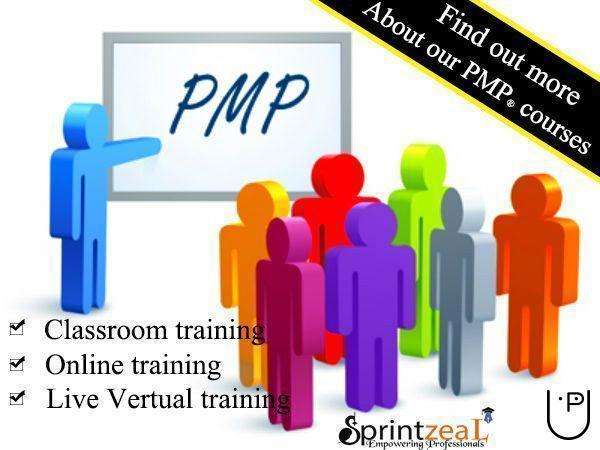 Find out more
About our PMP® courses
PMP
Classroom training
Online training
Live Vertual training
SprintzeaL
Empowering Professionals
P